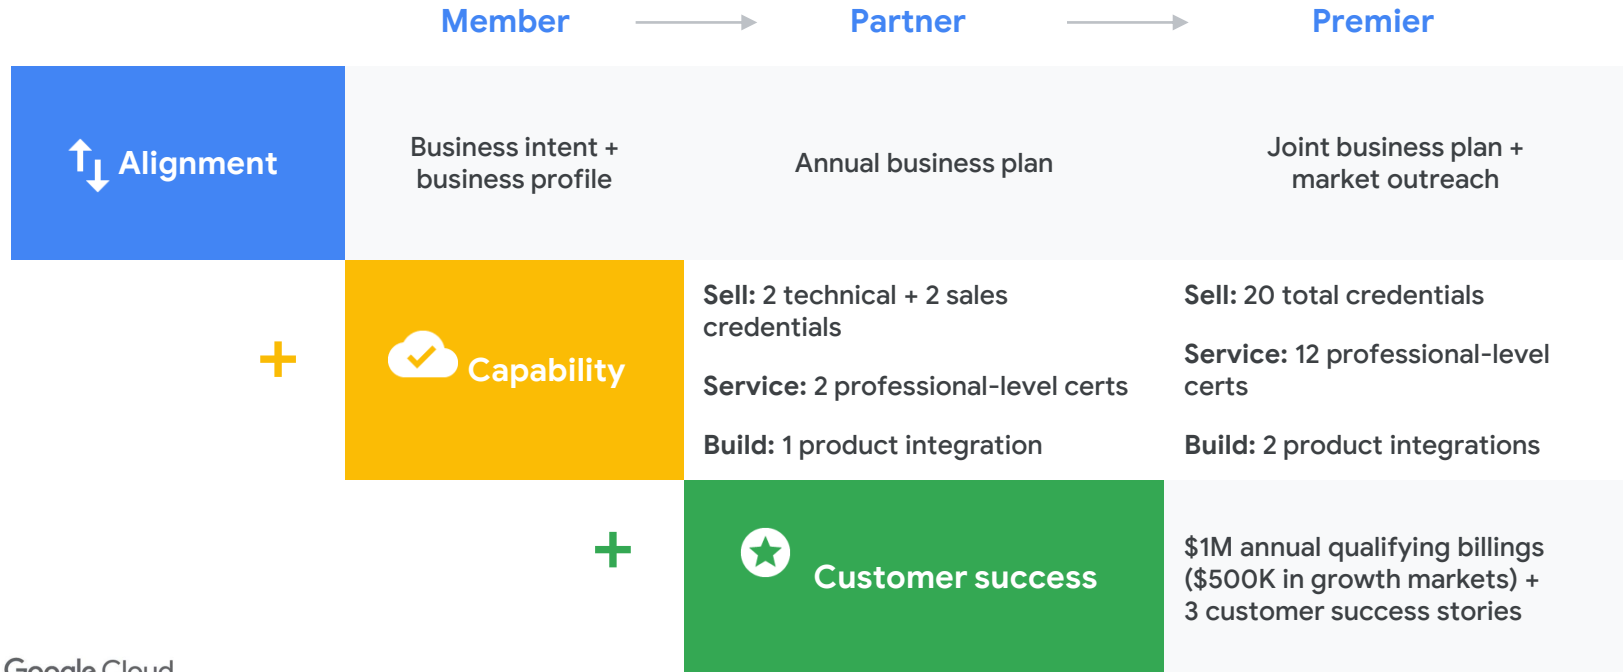 Member
Partner
Premier
Alignment
Business intent +
business profile
Annual business plan
Joint business plan +
market outreach
Capability
Sell: 2 technical + 2 sales
credentials
Service: 2 professional-level certs
Build: 1 product integration
Sell: 20 total credentials
Service: 12 professional-level
certs
Build: 2 product integrations
Customer success
$1M annual qualifying billings
($500K in growth markets) +
3 customer success stories
Google Cloud